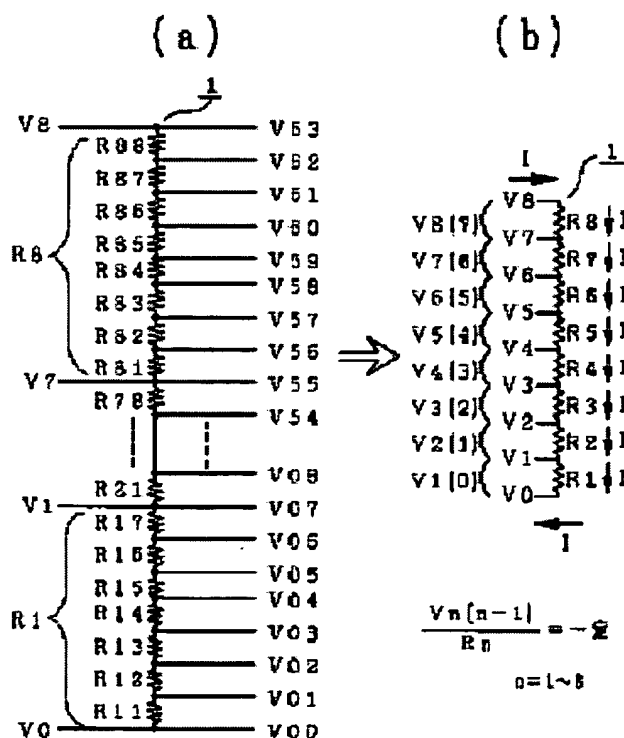 (a)
(b)
1
V8
V63
R88
V62
R87
V61
R86
V60
R85
V59
R8
R84
V58
R83
V57
R82
V56
R81
V7
V55
R78
V54
V08
R21
V1
V07
R17
V06
R16
V05
R15
V04
R14
R1
V03
R13
V02
R12
V01
R11
V0
V00
I
1
V8
V8(7)
R8
I
V7
V7(6)
R7
I
V6
V6(5)
R6
I
V5
V5(4)
R5
I
V4
V4(3)
R4
I
V3
V3(2)
R3
I
V2
V2(1)
R2
I
V1
V1(0)
R1
I
V0
I
Vn(n-1)
Rn
=一定
n=1~8